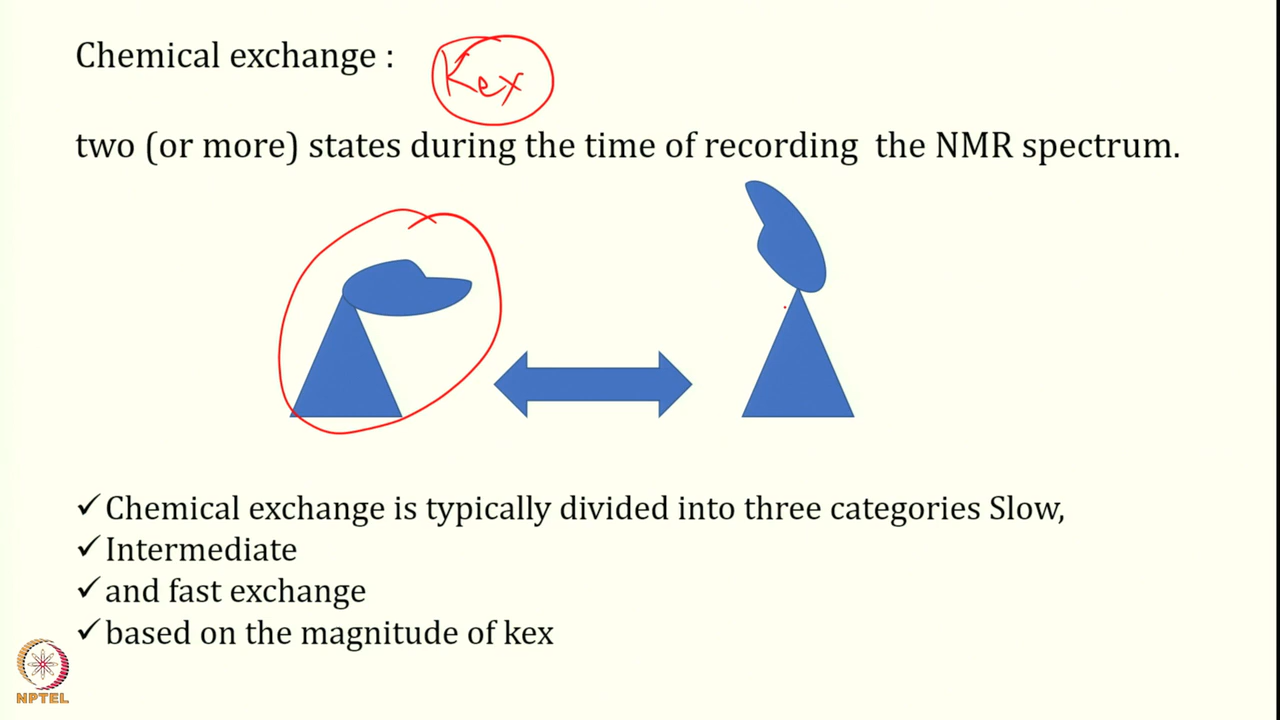 Chemical exchange :
Kex
two (or more) states during the time of recording the NMR spectrum.
✓Chemical exchange is typically divided into three categories Slow,
✓Intermediate
✓and fast exchange
✓based on the magnitude of kex
NPTEL